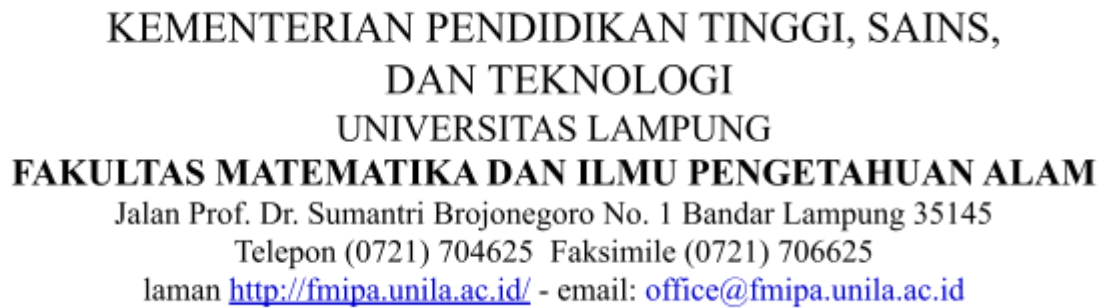 KEMENTERIAN PENDIDIKAN TINGGI, SAINS,
DAN TEKNOLOGI
UNIVERSITAS LAMPUNG
FAKULTAS MATEMATIKA DAN ILMU PENGETAHUAN ALAM
Jalan Prof. Dr. Sumantri Brojonegoro No. 1 Bandar Lampung 35145
Telepon (0721) 704625 Faksimile (0721) 706625
laman http://fmipa.unila.ac.id/ - email: office@fmipa.unila.ac.id